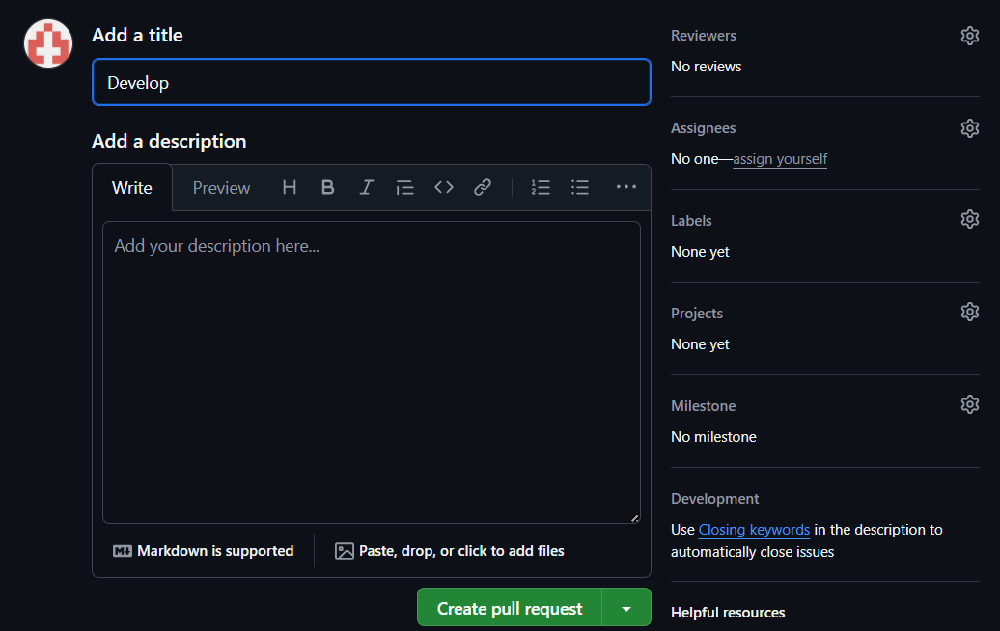 Add a title
Develop
Add a description
Write
Preview
H B I
Add your description here...
Markdown is supported
Paste, drop, or click to add files
Create pull request
Reviewers
No reviews
Assignees
No one—assign yourself
Labels
None yet
Projects
None yet
Milestone
No milestone
Development
Use Closing keywords in the description to
automatically close issues
Helpful resources